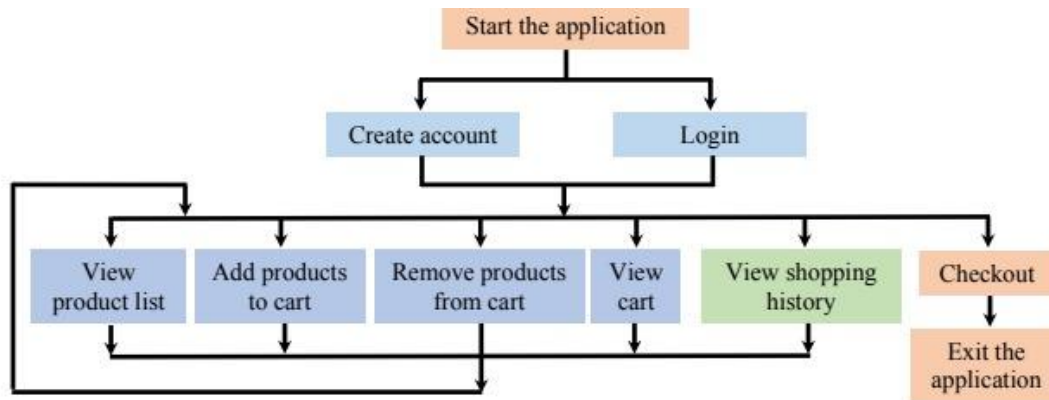 Start the application
Create account
Login
View
product list
Add products
to cart
Remove products
from cart
View
cart
View shopping
history
Checkout
Exit the
application